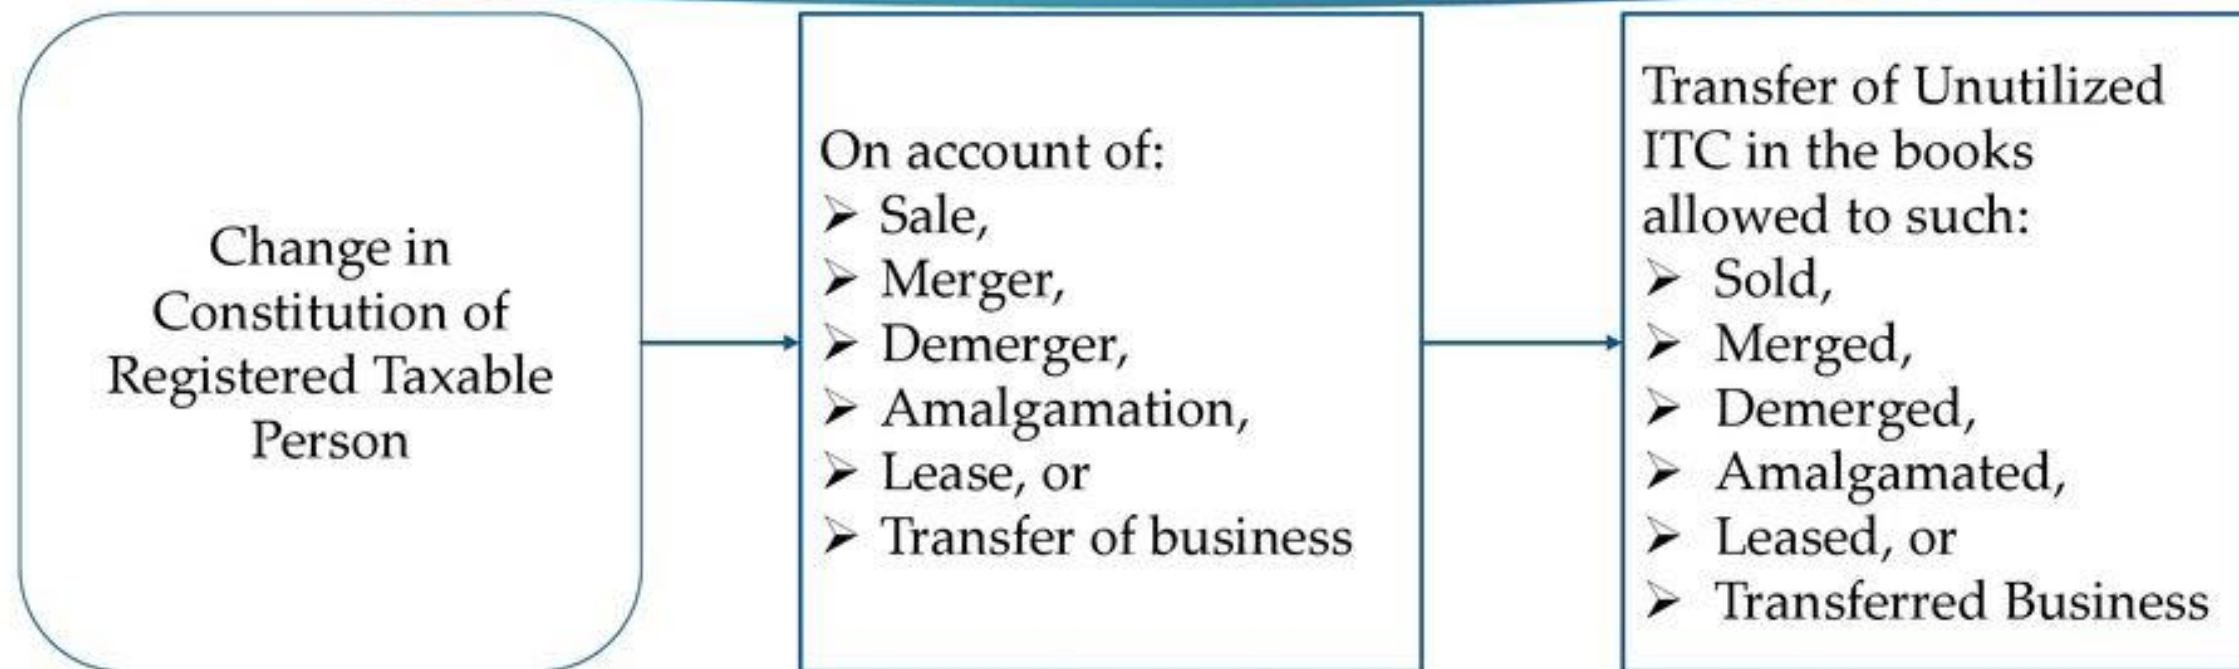 Change in
Constitution of
Registered Taxable
Person
On account of:
➢ Sale,
➢ Merger,
➢ Demerger,
➢ Amalgamation,
➢ Lease, or
➢ Transfer of business
Transfer of Unutilized
ITC in the books
allowed to such:
➢ Sold,
➢ Merged,
➢ Demerged,
➢ Amalgamated,
➢ Leased, or
➢ Transferred Business